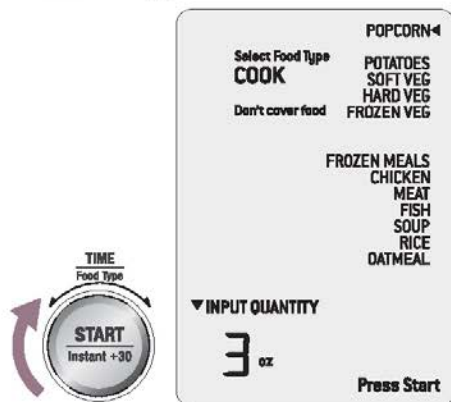 POPCORN◄
Select Food Type
COOK
Don't cover food
POTATOES
SOFT VEG
HARD VEG
FROZEN VEG
FROZEN MEALS
CHICKEN
MEAT
FISH
SOUP
RICE
OATMEAL
▼INPUT QUANTITY
3 oz
Press Start
TIME
Food Type
START
Instant +30